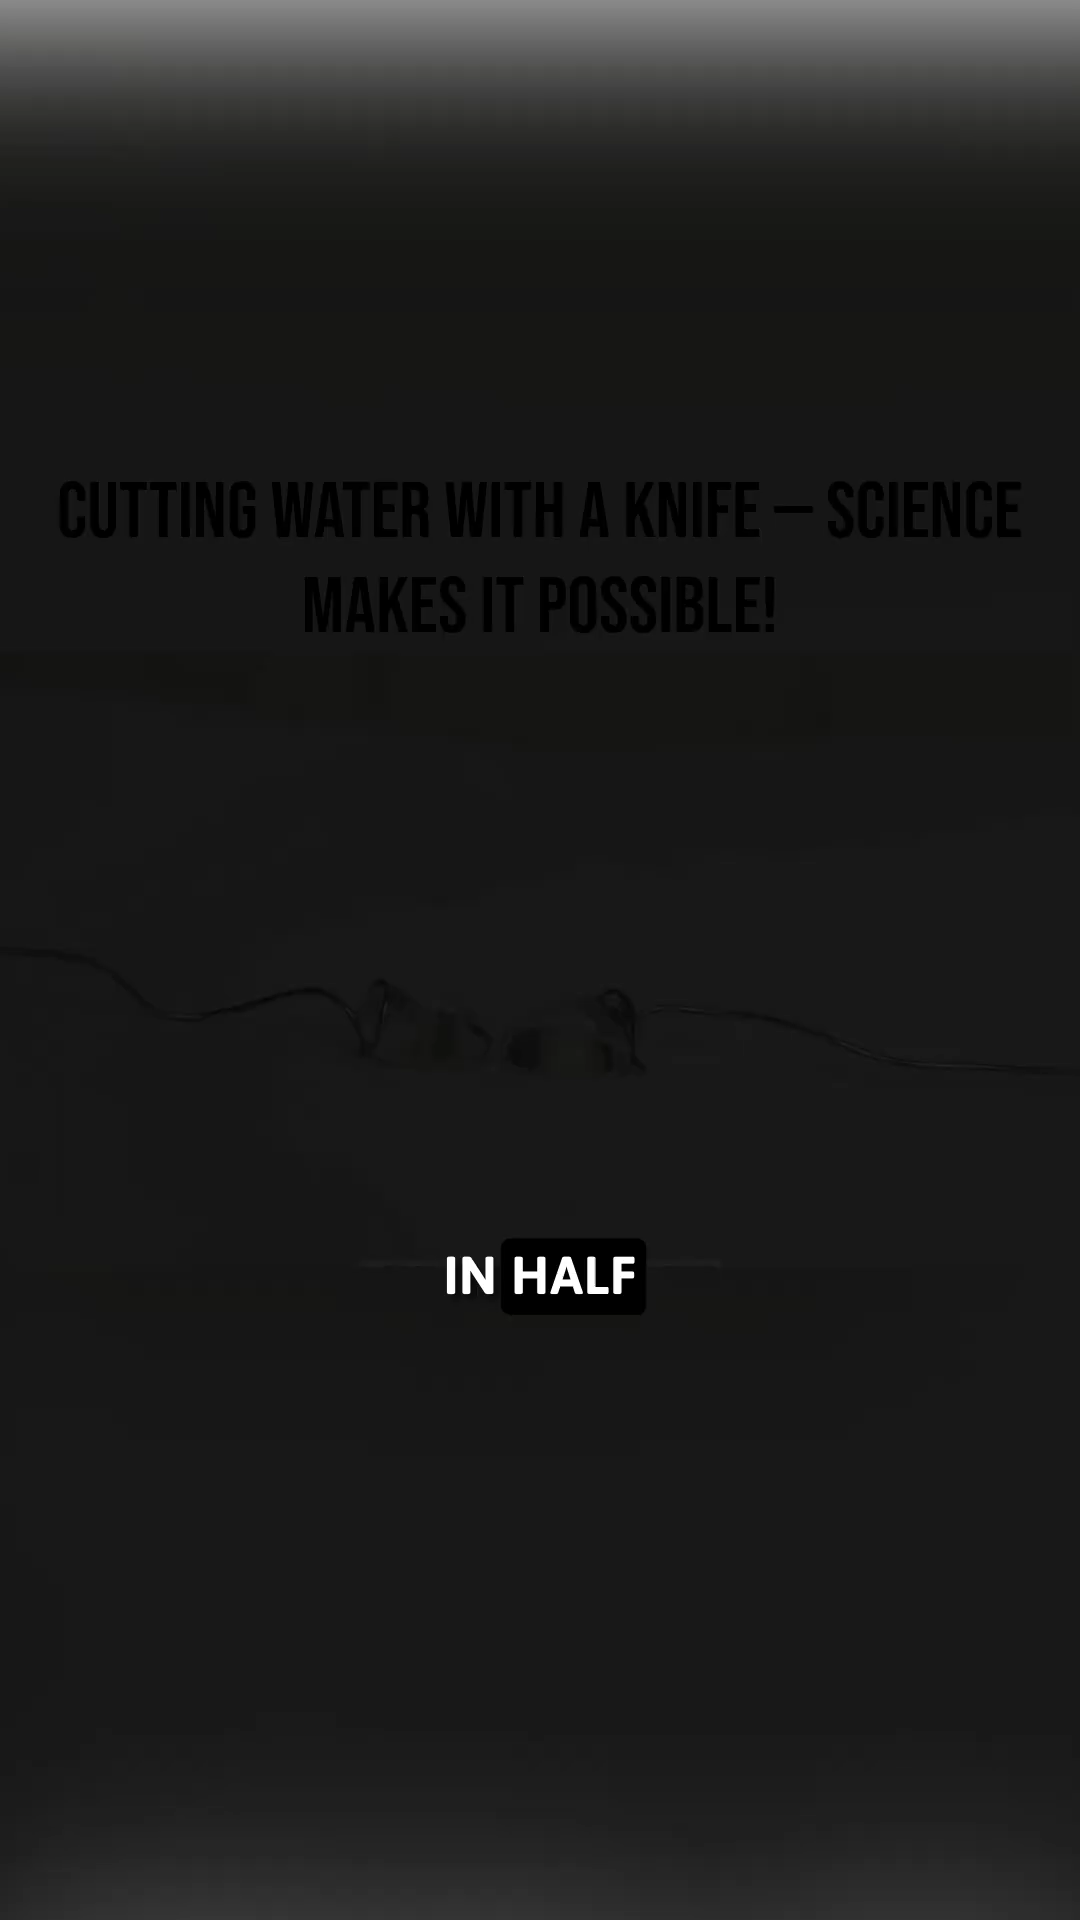 CUTTING WATER WITH A KNIFE – SCIENCE
MAKES IT POSSIBLE!
IN HALF